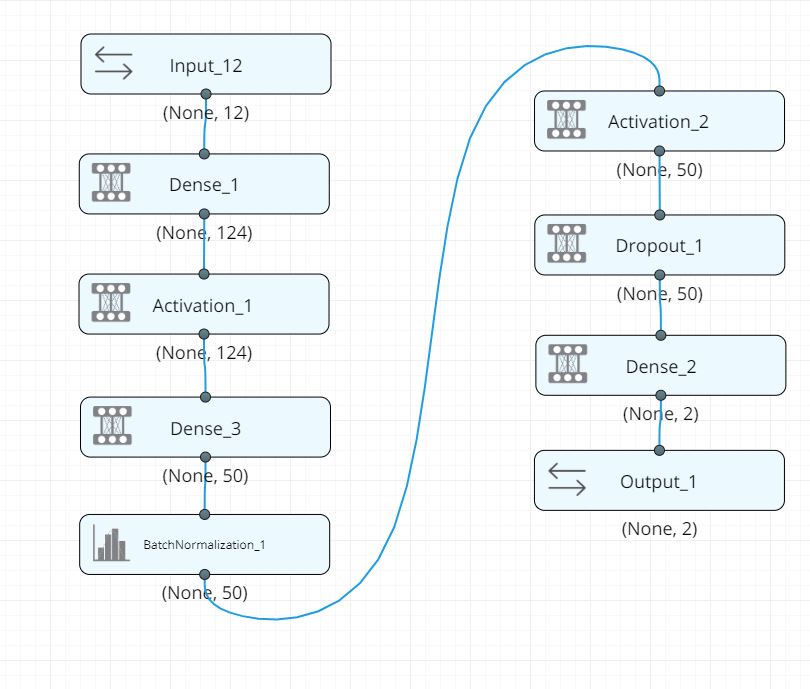 Input_12
(None, 12)
Dense_1
(None, 124)
Activation_1
(None, 124)
Dense_3
(None, 50)
BatchNormalization_1
(None, 50)
Activation_2
(None, 50)
Dropout_1
(None, 50)
Dense_2
(None, 2)
Output_1
(None, 2)